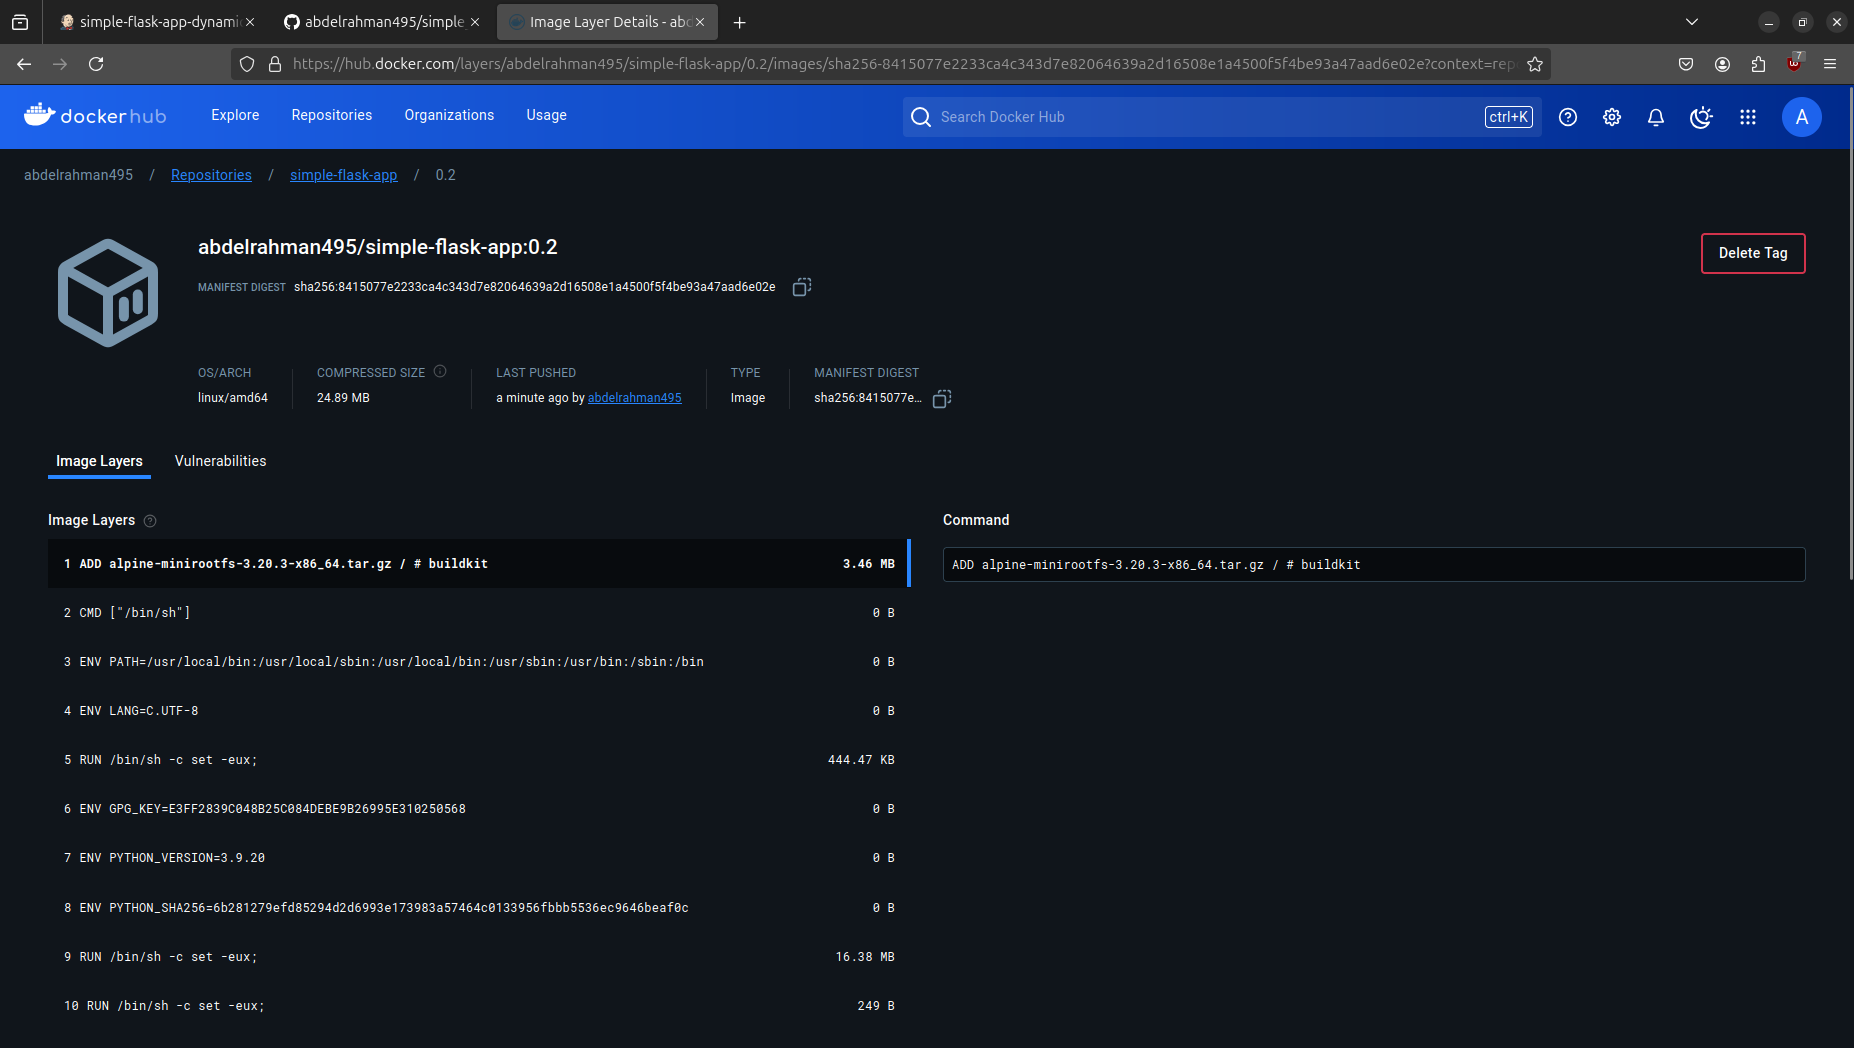 simple-flask-app-dynami
abdelrahman495/simple
Image Layer Details - abd
https://hub.docker.com/layers/abdelrahman495/simple-flask-app/0.2/images/sha256-8415077e2233ca4c343d7e82064639a2d16508e1a4500f5f4be93a47aad6e02e?context=rep
7
dockerhub
Explore
Repositories
Organizations
Usage
Search Docker Hub
ctrl+K
A
abdelrahman495 / Repositories / simple-flask-app / 0.2
abdelrahman495/simple-flask-app:0.2
Delete Tag
MANIFEST DIGEST sha256:8415077e2233ca4c343d7e82064639a2d16508e1a4500f5f4be93a47aad6e02e
OS/ARCH
linux/amd64
COMPRESSED SIZE
24.89 MB
LAST PUSHED
a minute ago by abdelrahman495
TYPE
Image
MANIFEST DIGEST
sha256:8415077e...
Image Layers
Vulnerabilities
Image Layers
1 ADD alpine-minirootfs-3.20.3-x86_64.tar.gz / # buildkit 3.46 MB
2 CMD ["/bin/sh"] 0 B
3 ENV PATH=/usr/local/bin:/usr/local/sbin:/usr/local/bin:/usr/sbin:/usr/bin:/sbin:/bin 0 B
4 ENV LANG=C.UTF-8 0 B
5 RUN /bin/sh -c set -eux; 444.47 KB
6 ENV GPG_KEY=E3FF2839C048B25C084DEBE9B26995E310250568 0 B
7 ENV PYTHON_VERSION=3.9.20 0 B
8 ENV PYTHON_SHA256=6b281279efd85294d2d6993e173983a57464c0133956fbbb5536ec9646beaf0c 0 B
9 RUN /bin/sh -c set -eux; 16.38 MB
10 RUN /bin/sh -c set -eux; 249 B
Command
ADD alpine-minirootfs-3.20.3-x86_64.tar.gz / # buildkit